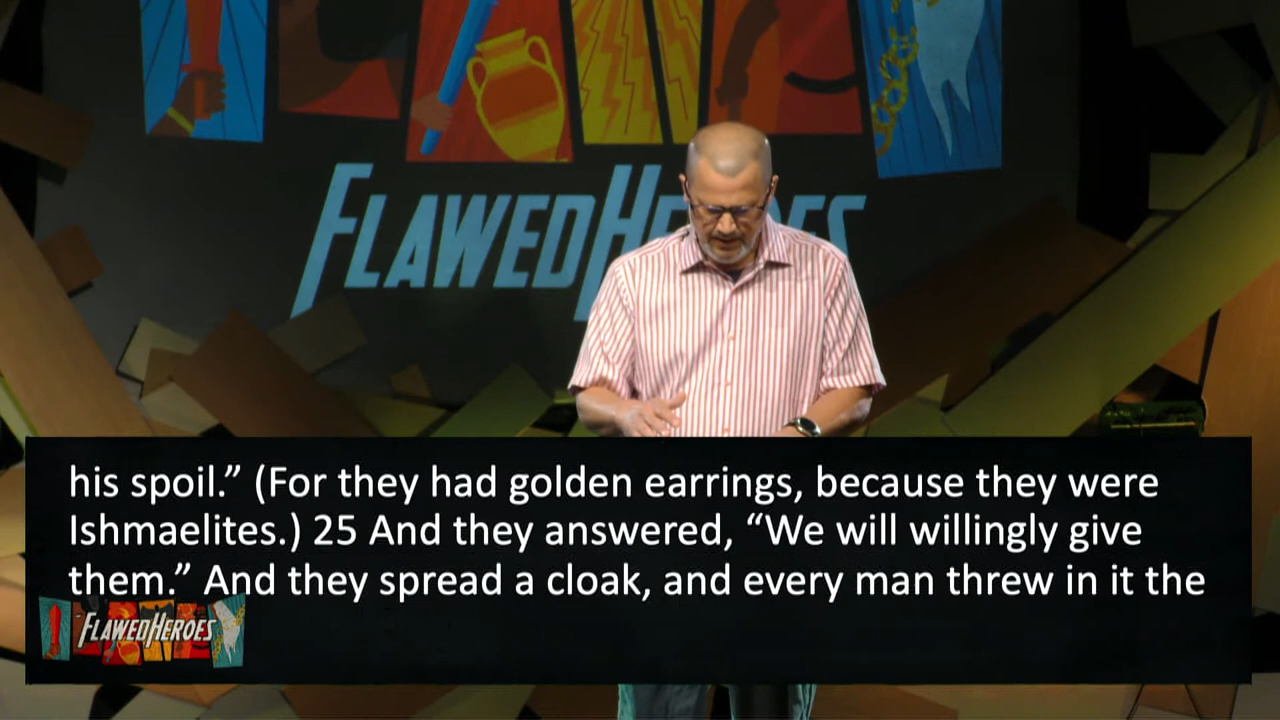 FLAWEDHEROES
his spoil.” (For they had golden earrings, because they were
Ishmaelites.) 25 And they answered, “We will willingly give
them.” And they spread a cloak, and every man threw in it the
FLAWEDHEROES